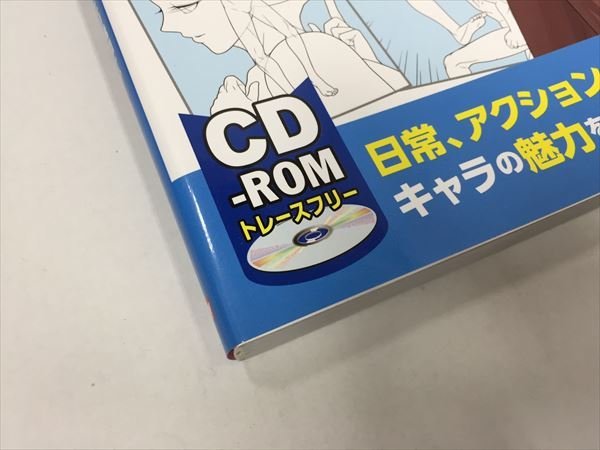 CD
-ROM
トレースフリー
日常、アクション
キャラの魅力を